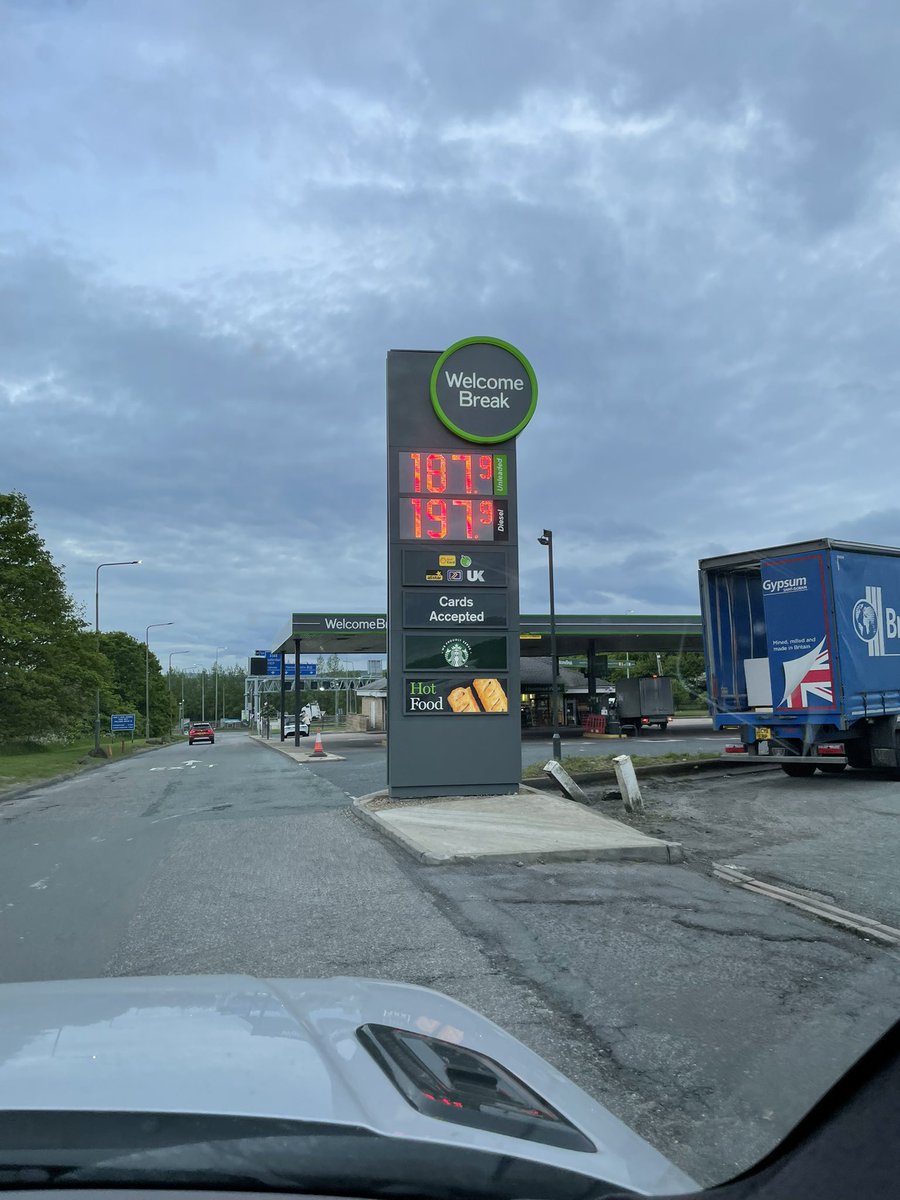 Welcome
Break
187.9
Unleaded
197.9
Diesel
UK
Cards
Accepted
Hot
Food
Welcome
Gypsum
Mined, milled and
made in Britain